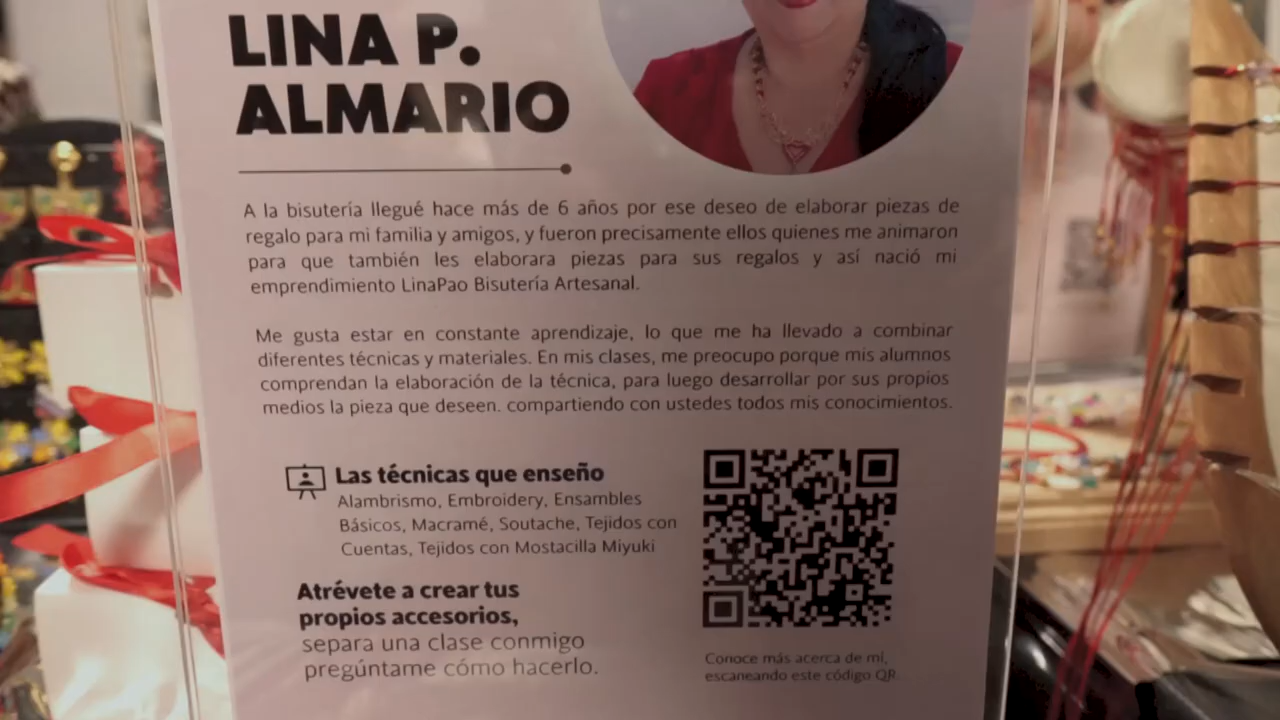 LINA P.
ALMARIO
A la bisutería llegué hace más de 6 años por ese deseo de elaborar piezas de
regalo para mi familia y amigos, y fueron precisamente ellos quienes me animaron
para que también les elaborara piezas para sus regalos y así nació mi
emprendimiento LinaPao Bisutería Artesanal.
Me gusta estar en constante aprendizaje, lo que me ha llevado a combinar
diferentes técnicas y materiales. En mis clases, me preocupo porque mis alumnos
comprendan la elaboración de la técnica, para luego desarrollar por sus propios
medios la pieza que deseen. compartiendo con ustedes todos mis conocimientos.
Las técnicas que enseño
Alambrismo, Embroidery, Ensambles
Básicos, Macramé, Soutache, Tejidos con
Cuentas, Tejidos con Mostacilla Miyuki
Atrévete a crear tus
propios accesorios,
separa una clase conmigo
pregúntame cómo hacerlo.
Conoce más acerca de mí,
escaneando este código QR.